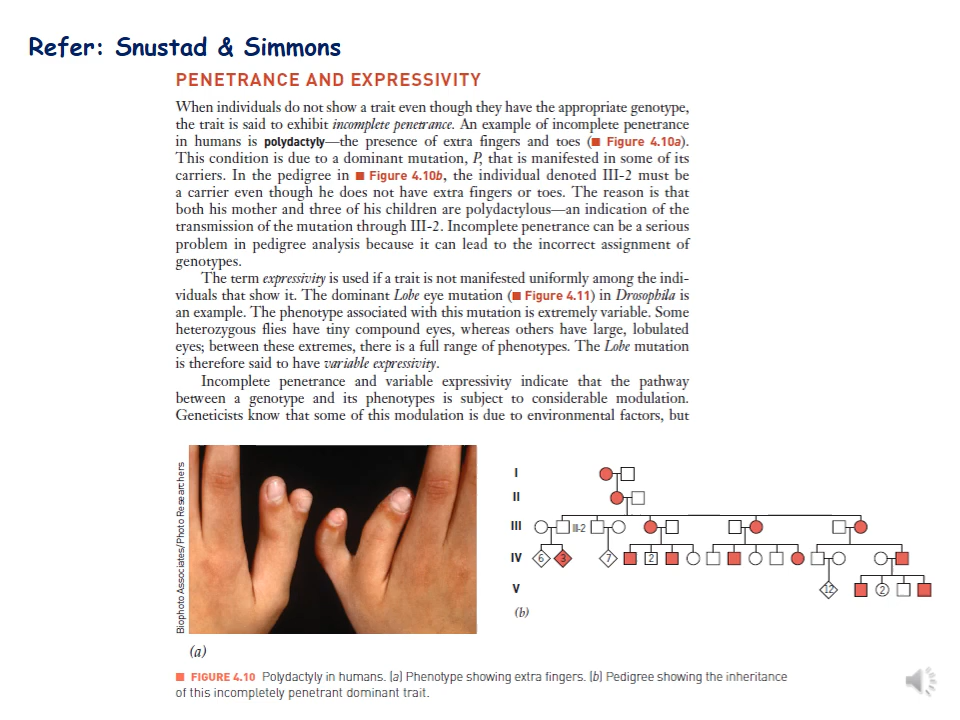 Refer: Snustad & Simmons
PENETRANCE AND EXPRESSIVITY
When individuals do not show a trait even though they have the appropriate genotype,
the trait is said to exhibit incomplete penetrance. An example of incomplete penetrance
in humans is polydactyly—the presence of extra fingers and toes (■ Figure 4.10a).
This condition is due to a dominant mutation, P, that is manifested in some of its
carriers. In the pedigree in ■ Figure 4.10b, the individual denoted III-2 must be
a carrier even though he does not have extra fingers or toes. The reason is that
both his mother and three of his children are polydactylous—an indication of the
transmission of the mutation through III-2. Incomplete penetrance can be a serious
problem in pedigree analysis because it can lead to the incorrect assignment of
genotypes.
The term expressivity is used if a trait is not manifested uniformly among the indi-
viduals that show it. The dominant Lobe eye mutation (■ Figure 4.11) in Drosophila is
an example. The phenotype associated with this mutation is extremely variable. Some
heterozygous flies have tiny compound eyes, whereas others have large, lobulated
eyes; between these extremes, there is a full range of phenotypes. The Lobe mutation
is therefore said to have variable expressivity.
Incomplete penetrance and variable expressivity indicate that the pathway
between a genotype and its phenotypes is subject to considerable modulation.
Geneticists know that some of this modulation is due to environmental factors, but
Biophoto Associates/Photo Researchers
(a)
I
II
III
III-2
IV
6 3 7 2
V
12 2
(b)
■ FIGURE 4.10 Polydactyly in humans. (a) Phenotype showing extra fingers. (b) Pedigree showing the inheritance
of this incompletely penetrant dominant trait.